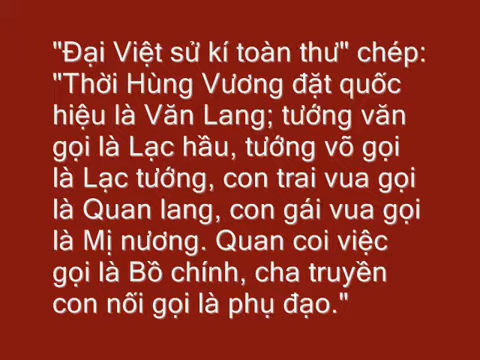 "Đại Việt sử kí toàn thư" chép:
"Thời Hùng Vương đặt quốc
hiệu là Văn Lang; tướng văn
gọi là Lạc hầu, tướng võ gọi
là Lạc tướng, con trai vua gọi
là Quan lang, con gái vua gọi
là Mị nương. Quan coi việc
gọi là Bồ chính, cha truyền
con nối gọi là phụ đạo."